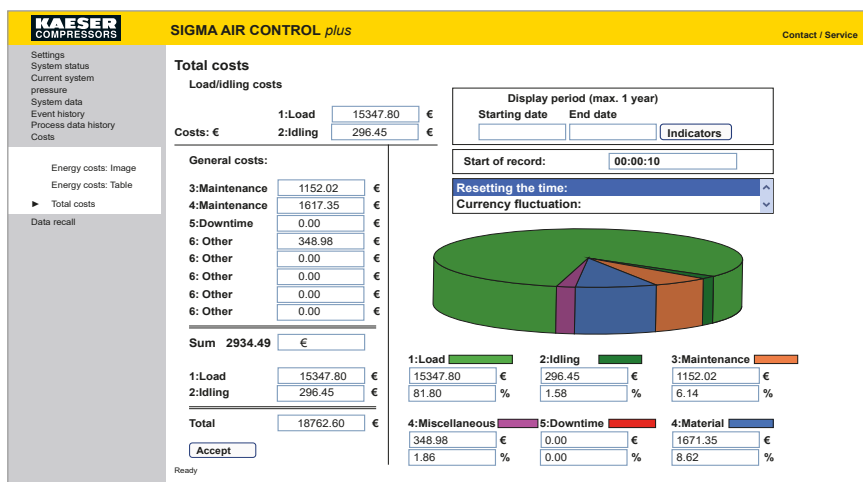 KAESER
COMPRESSORS
SIGMA AIR CONTROL plus
Contact / Service
Settings
System status
Current system
pressure
System data
Event history
Process data history
Costs
Energy costs: Image
Energy costs: Table
► Total costs
Data recall
Total costs
Load/idling costs
1:Load 15347.80 €
Costs: € 2:Idling 296.45 €
General costs:
3:Maintenance 1152.02 €
4:Maintenance 1617.35 €
5:Downtime 0.00 €
6: Other 348.98 €
6: Other 0.00 €
6: Other 0.00 €
6: Other 0.00 €
6: Other 0.00 €
Sum 2934.49 €
1:Load 15347.80 €
2:Idling 296.45 €
Total 18762.60 €
Accept
Ready
Display period (max. 1 year)
Starting date End date
Indicators
Start of record: 00:00:10
Resetting the time:
Currency fluctuation:
1:Load 2:Idling 3:Maintenance
15347.80 € 296.45 € 1152.02 €
81.80 % 1.58 % 6.14 %
4:Miscellaneous 5:Downtime 4:Material
348.98 € 0.00 € 1671.35 €
1.86 % 0.00 % 8.62 %